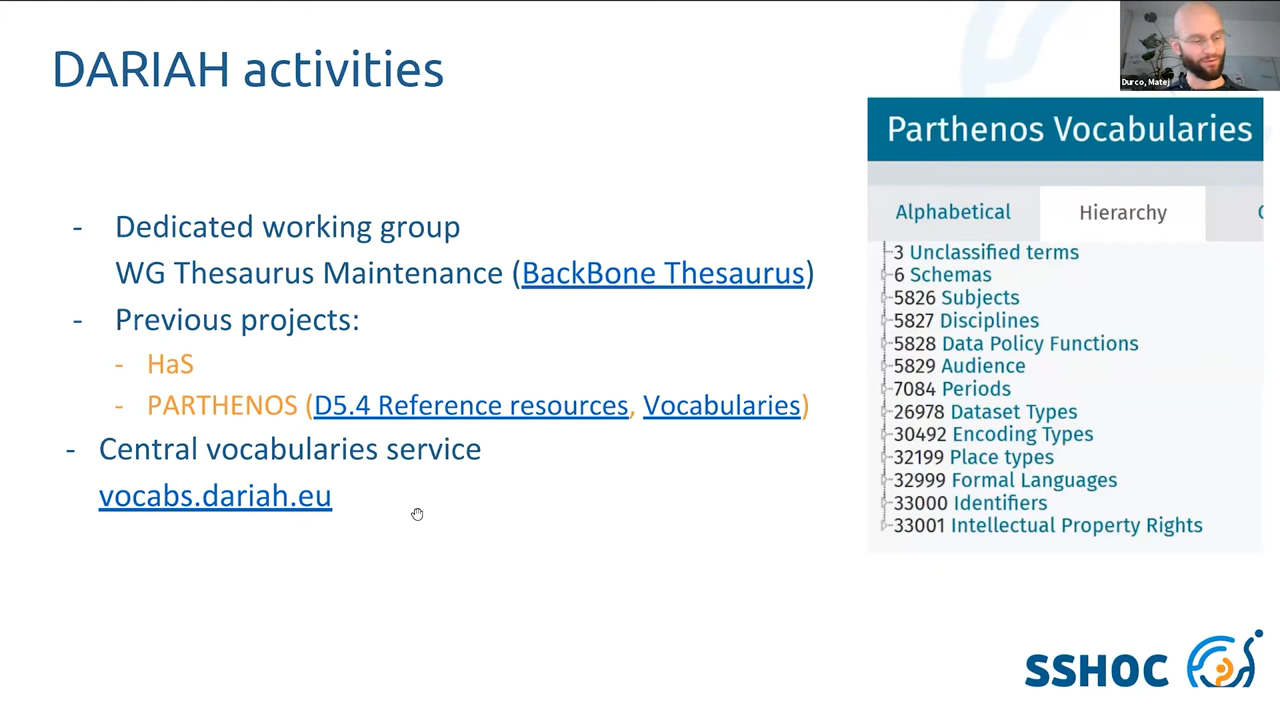 DARIAH activities
Durco, Matej
- Dedicated working group
WG Thesaurus Maintenance (BackBone Thesaurus)
- Previous projects:
- HaS
- PARTHENOS (D5.4 Reference resources, Vocabularies)
- Central vocabularies service
vocabs.dariah.eu
Parthenos Vocabularies
Alphabetical Hierarchy
3 Unclassified terms
6 Schemas
5826 Subjects
5827 Disciplines
5828 Data Policy Functions
5829 Audience
7084 Periods
26978 Dataset Types
30492 Encoding Types
32199 Place types
32999 Formal Languages
33000 Identifiers
33001 Intellectual Property Rights
SSHOC